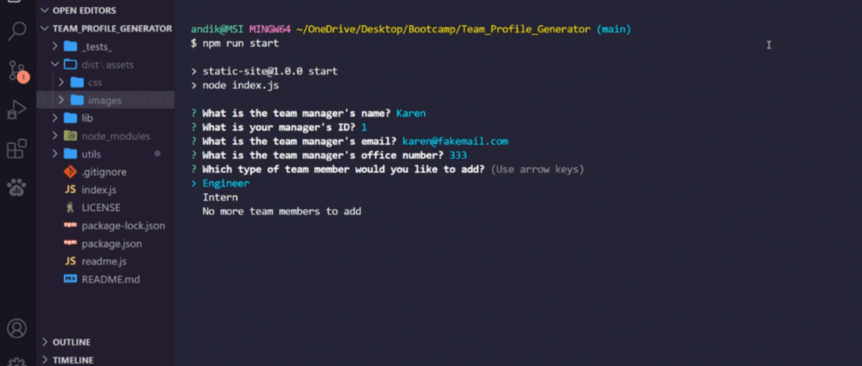 OPEN EDITORS
TEAM_PROFILE_GENERATOR
_tests_
dist\assets
css
images
lib
node_modules
utils
.gitignore
JS index.js
LICENSE
package-lock.json
package.json
JS readme.js
README.md
OUTLINE
TIMELINE
1
andik@MSI MINGW64 ~/OneDrive/Desktop/Bootcamp/Team_Profile_Generator (main)
$ npm run start
> static-site@1.0.0 start
> node index.js
? What is the team manager's name? Karen
? What is your manager's ID? 1
? What is the team manager's email? karen@fakemail.com
? What is the team manager's office number? 333
? Which type of team member would you like to add? (Use arrow keys)
> Engineer
Intern
No more team members to add